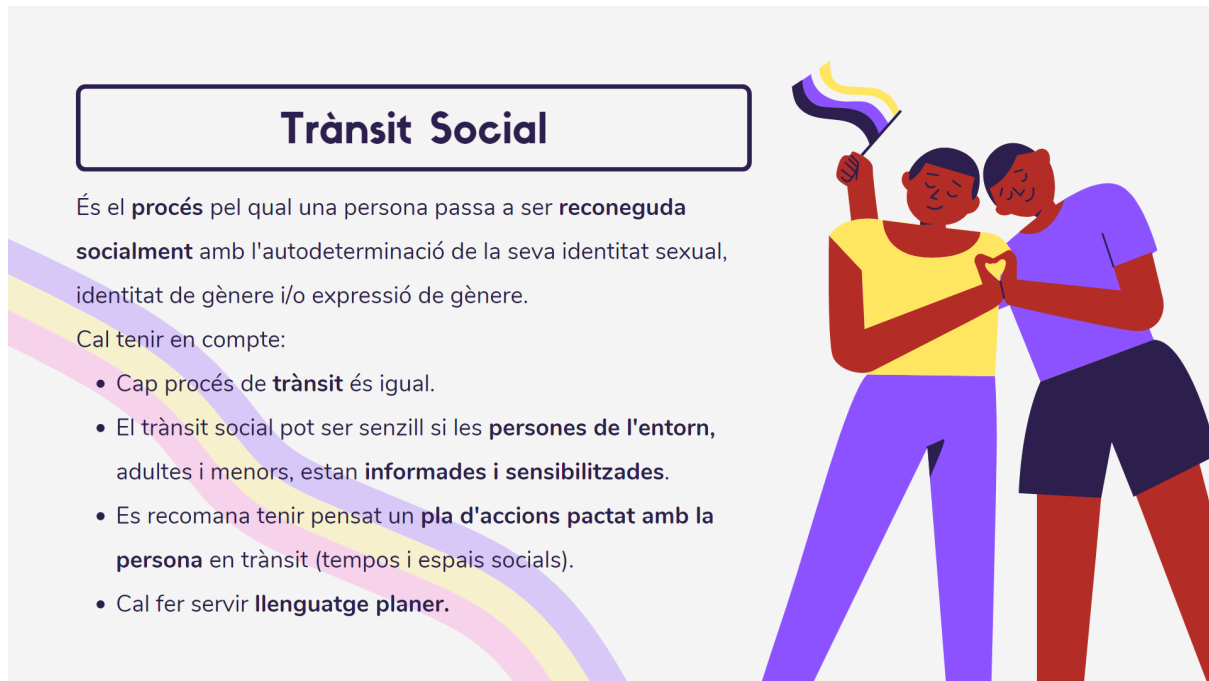 Trànsit Social
És el procés pel qual una persona passa a ser reconeguda
socialment amb l'autodeterminació de la seva identitat sexual,
identitat de gènere i/o expressió de gènere.
Cal tenir en compte:
• Cap procés de trànsit és igual.
• El trànsit social pot ser senzill si les persones de l'entorn,
adultes i menors, estan informades i sensibilitzades.
• Es recomana tenir pensat un pla d'accions pactat amb la
persona en trànsit (tempos i espais socials).
• Cal fer servir llenguatge planer.